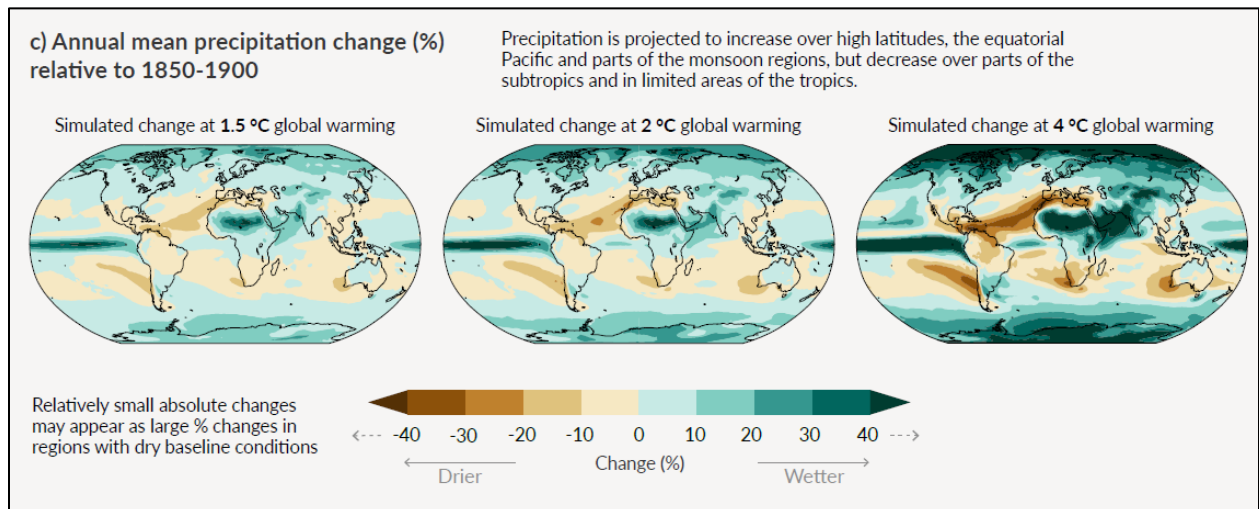 c) Annual mean precipitation change (%)
relative to 1850-1900
Precipitation is projected to increase over high latitudes, the equatorial
Pacific and parts of the monsoon regions, but decrease over parts of the
subtropics and in limited areas of the tropics.
Simulated change at 1.5 °C global warming
Simulated change at 2 °C global warming
Simulated change at 4 °C global warming
Relatively small absolute changes
may appear as large % changes in
regions with dry baseline conditions
-40 -30 -20 -10 0 10 20 30 40
Change (%)
Drier
Wetter